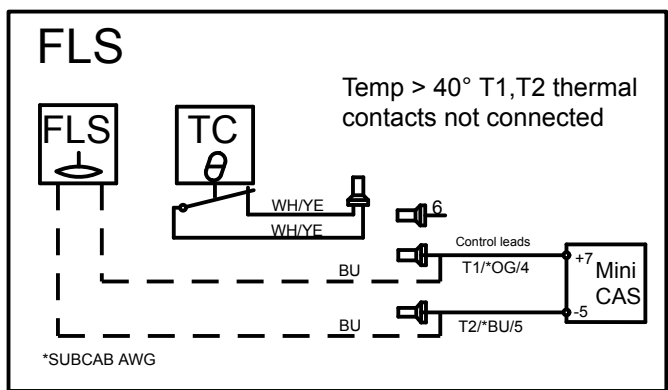 FLS
FLS
TC
Temp > 40° T1,T2 thermal
contacts not connected
WH/YE
WH/YE
6
Control leads
BU
T1/*OG/4
+7
Mini
CAS
-5
BU
T2/*BU/5
*SUBCAB AWG